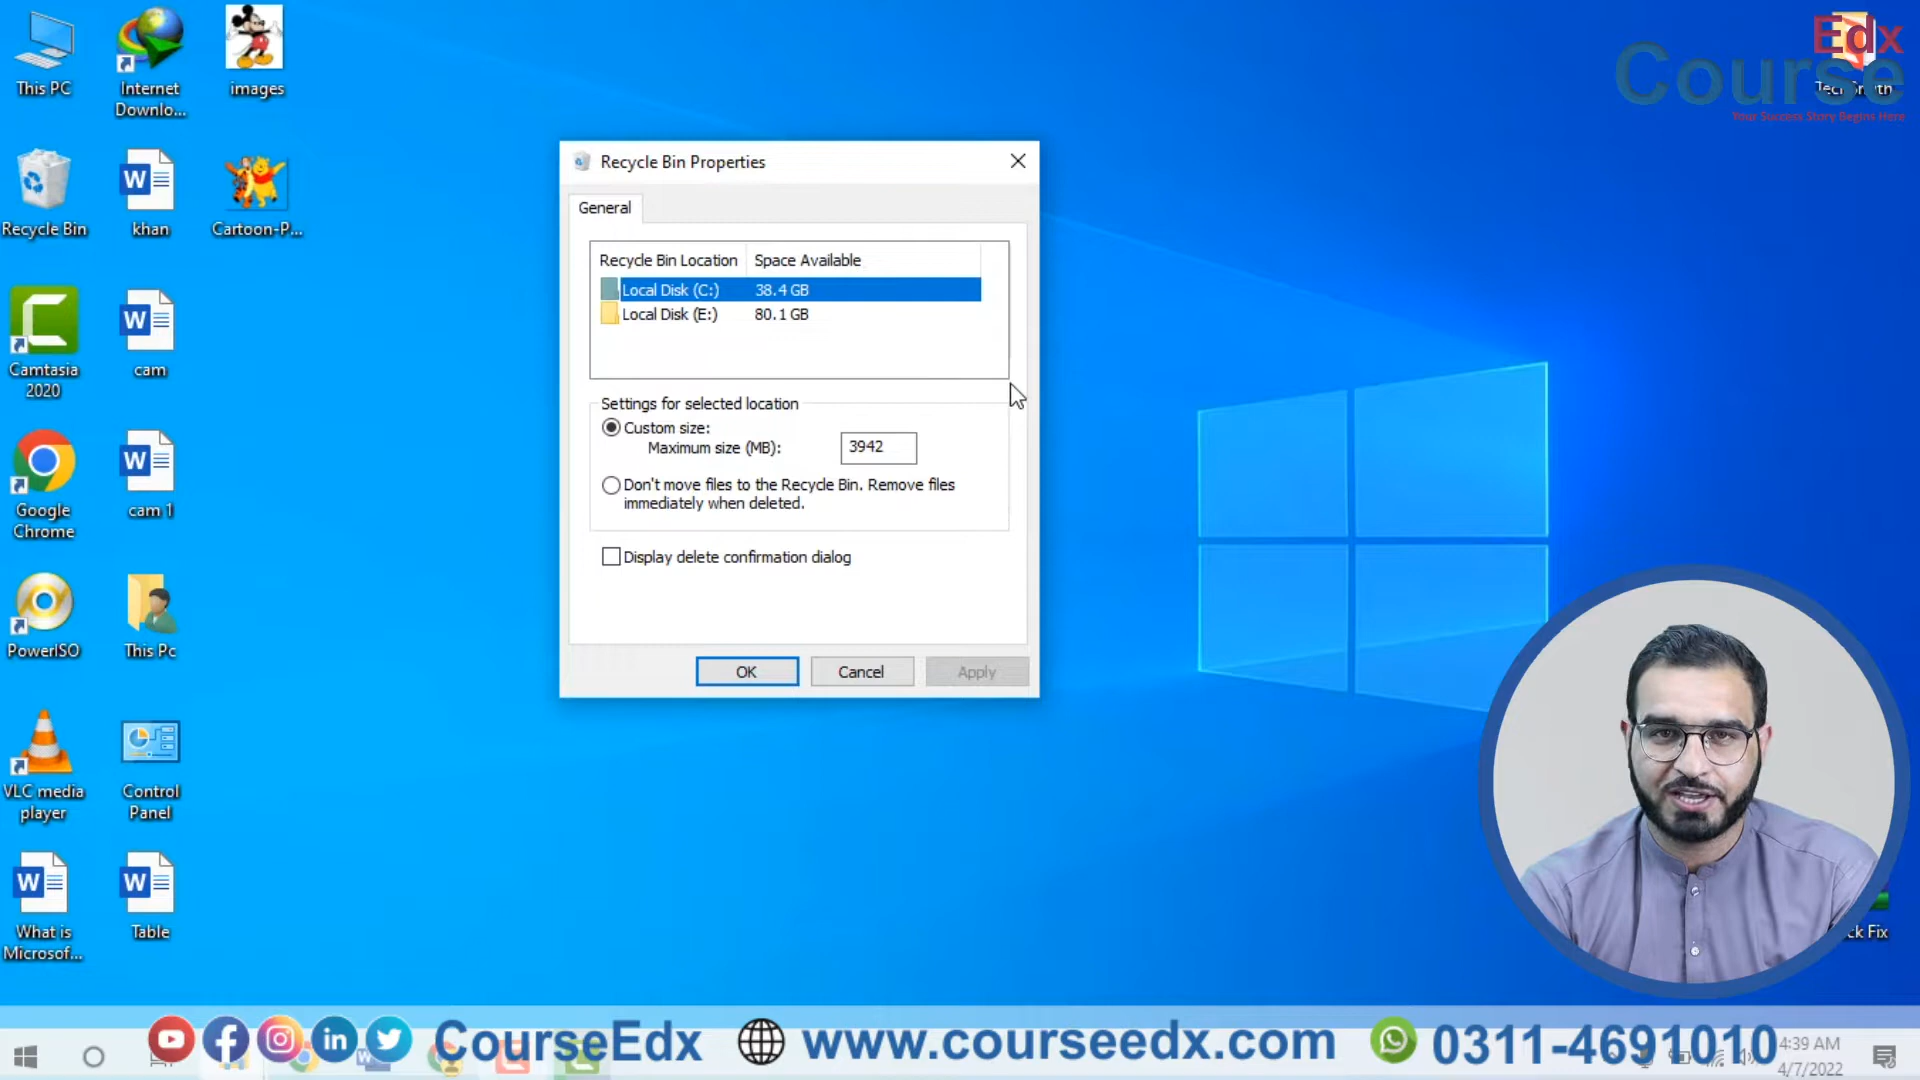 This PC
Internet
Downlo...
images
Recycle Bin
khan
Cartoon-P...
Camtasia
2020
cam
Google
Chrome
cam 1
PowerISO
This Pc
VLC media
player
Control
Panel
What is
Microsof...
Table
Recycle Bin Properties
General
Recycle Bin Location
Space Available
Local Disk (C:)
38.4 GB
Local Disk (E:)
80.1 GB
Settings for selected location
Custom size:
Maximum size (MB):
3942
Don't move files to the Recycle Bin. Remove files
immediately when deleted.
Display delete confirmation dialog
OK
Cancel
Apply
Edx
Course
Your Success Story Begins Here
TechSmith
ck Fix
CourseEdx
www.courseedx.com
0311-4691010
4:39 AM
4/7/2022